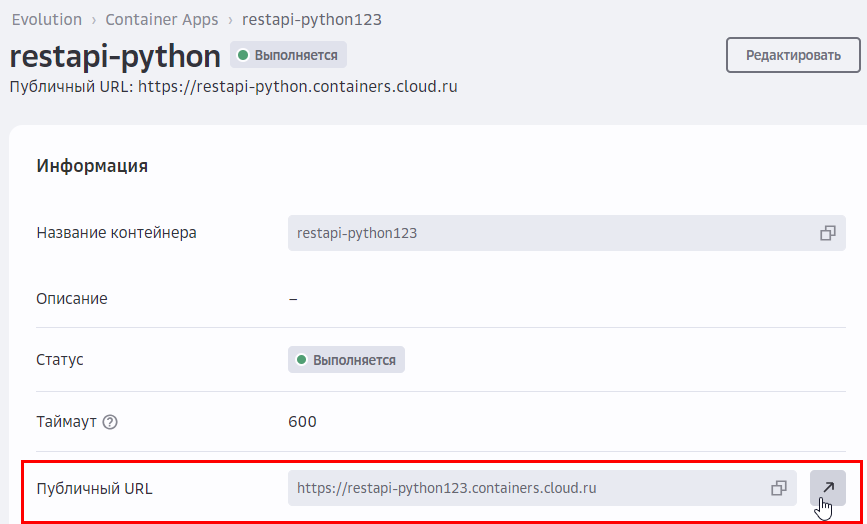 Evolution › Container Apps › restapi-python123
restapi-python Выполняется Редактировать
Публичный URL: https://restapi-python.containers.cloud.ru
Информация
Название контейнера restapi-python123
Описание –
Статус Выполняется
Таймаут ? 600
Публичный URL https://restapi-python123.containers.cloud.ru